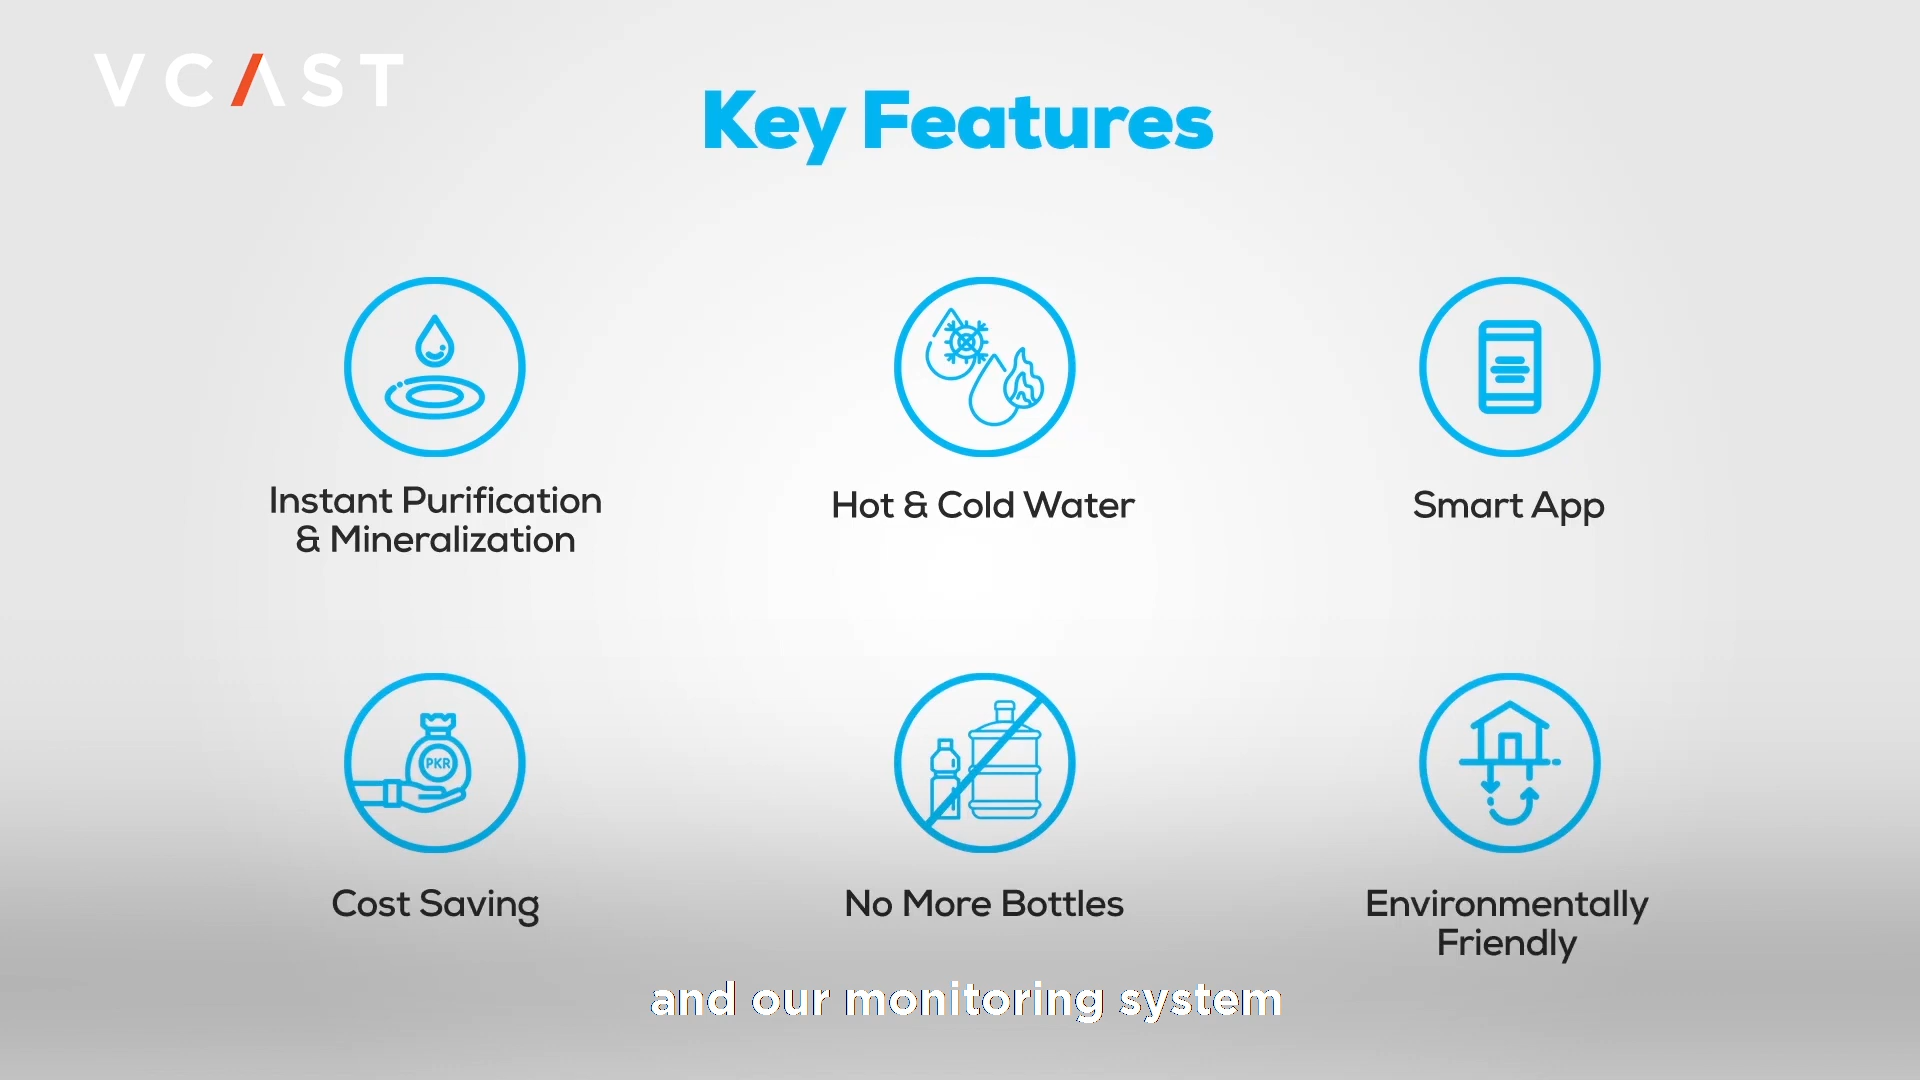 VCAST
Key Features
Instant Purification
& Mineralization
Hot & Cold Water
Smart App
PKR
Cost Saving
No More Bottles
Environmentally
Friendly
and our monitoring system